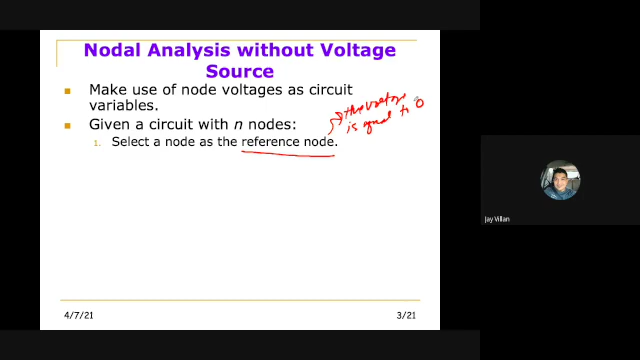 Nodal Analysis without Voltage
Source
Make use of node voltages as circuit
variables.
Given a circuit with n nodes:
1. Select a node as the reference node.
the voltage
is equal to 0
4/7/21
3/21
Jay Villan